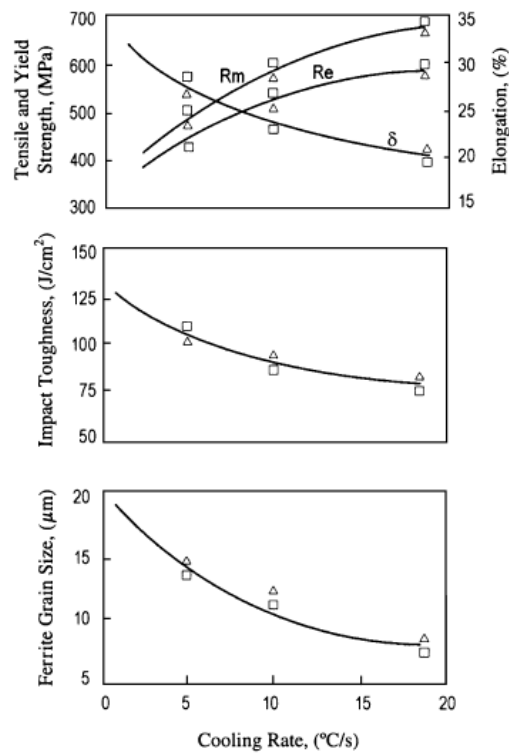 Tensile and Yield
Strength, (MPa)
700
600
500
400
300
Rm
Re
δ
35
30
25
20
15
Elongation, (%)
Impact Toughness, (J/cm²)
150
125
100
75
50
Ferrite Grain Size, (µm)
20
15
10
5
0 5 10 15 20
Cooling Rate, (ºC/s)